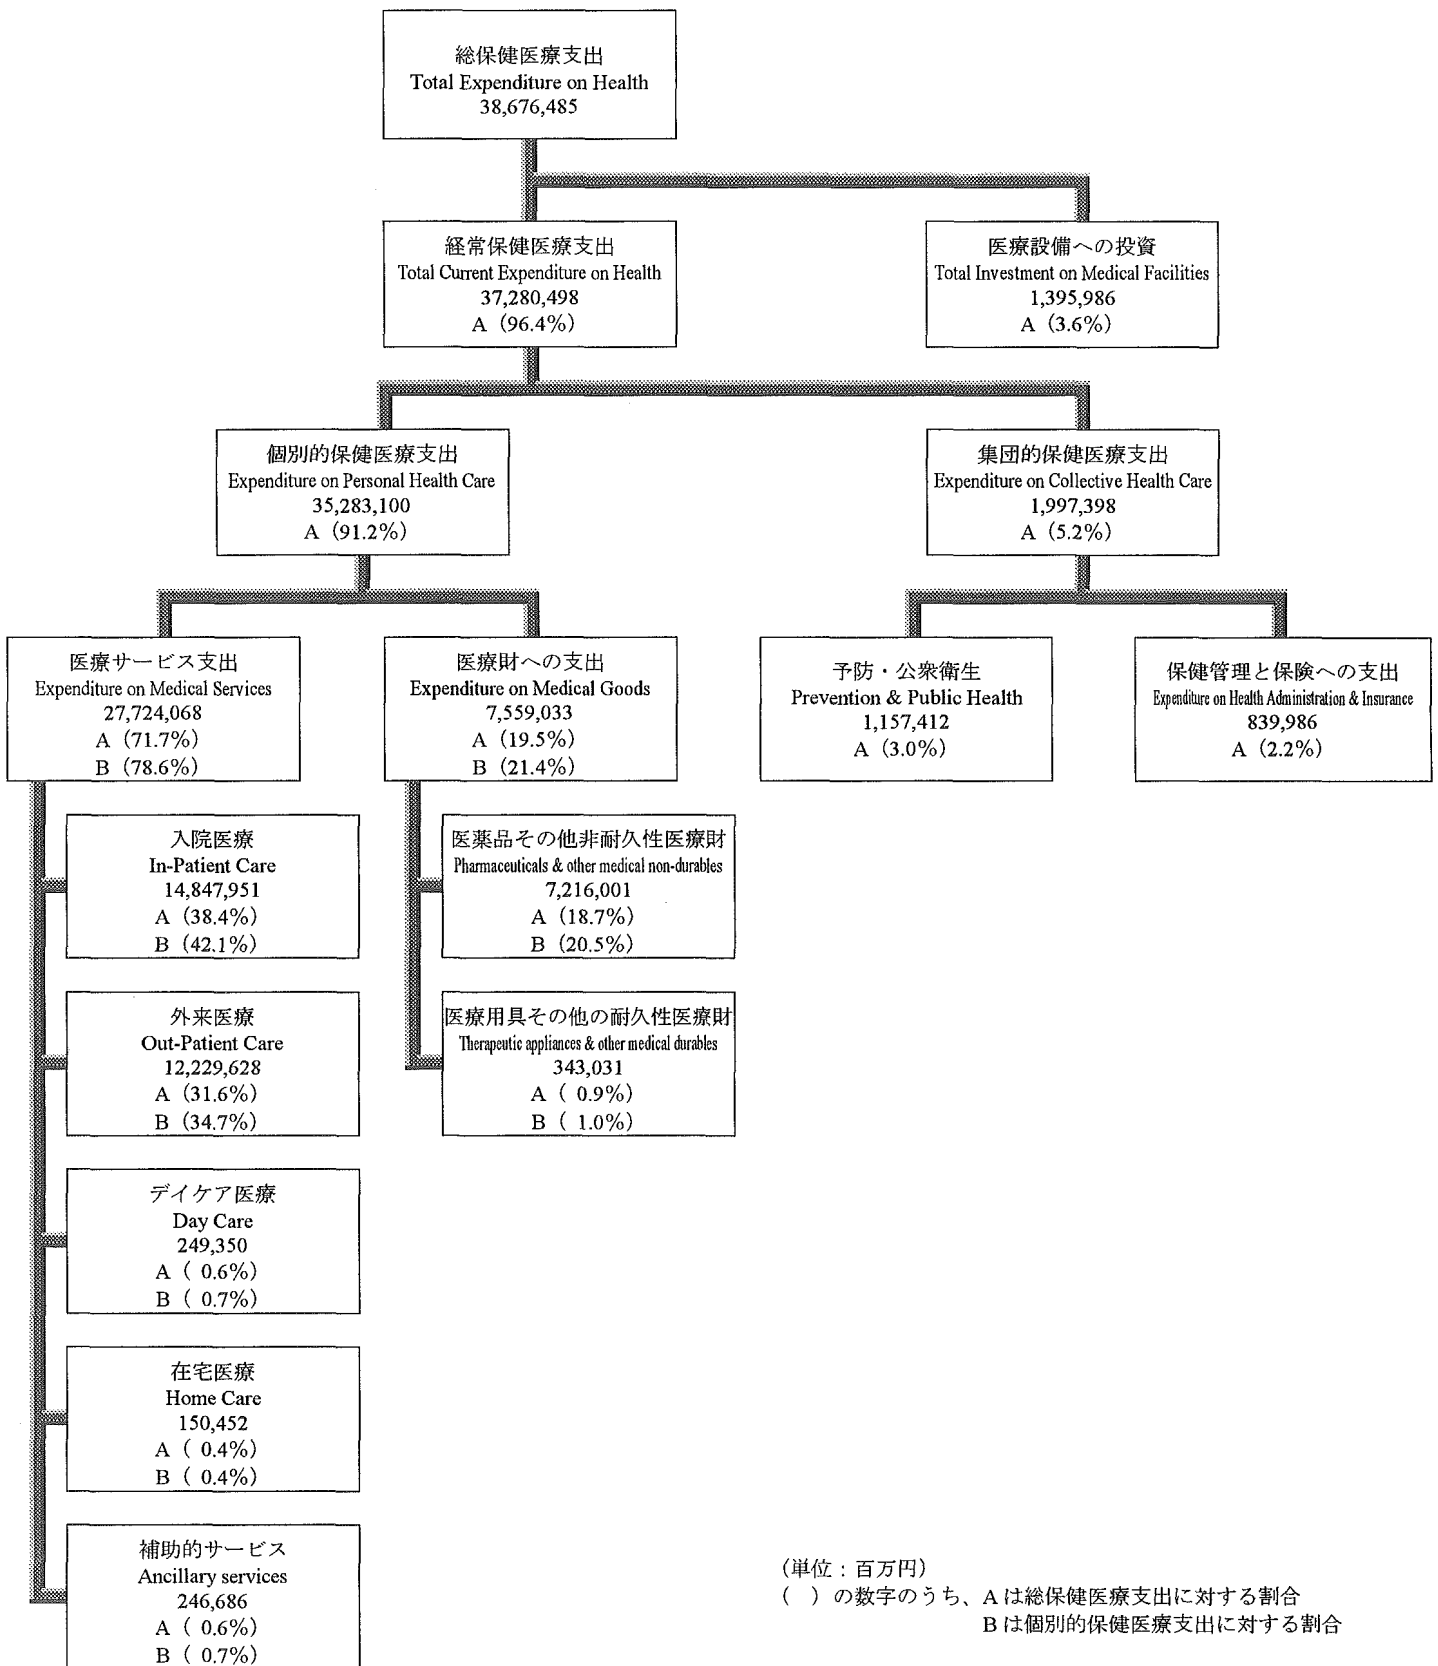 総保健医療支出
Total Expenditure on Health
38,676,485
経常保健医療支出
Total Current Expenditure on Health
37,280,498
A (96.4%)
医療設備への投資
Total Investment on Medical Facilities
1,395,986
A (3.6%)
個別的保健医療支出
Expenditure on Personal Health Care
35,283,100
A (91.2%)
集団的保健医療支出
Expenditure on Collective Health Care
1,997,398
A (5.2%)
医療サービス支出
Expenditure on Medical Services
27,724,068
A (71.7%)
B (78.6%)
医療財への支出
Expenditure on Medical Goods
7,559,033
A (19.5%)
B (21.4%)
予防・公衆衛生
Prevention & Public Health
1,157,412
A (3.0%)
保健管理と保険への支出
Expenditure on Health Administration & Insurance
839,986
A (2.2%)
入院医療
In-Patient Care
14,847,951
A (38.4%)
B (42.1%)
医薬品その他非耐久性医療財
Pharmaceuticals & other medical non-durables
7,216,001
A (18.7%)
B (20.5%)
外来医療
Out-Patient Care
12,229,628
A (31.6%)
B (34.7%)
医療用具その他の耐久性医療財
Therapeutic appliances & other medical durables
343,031
A ( 0.9%)
B ( 1.0%)
デイケア医療
Day Care
249,350
A ( 0.6%)
B ( 0.7%)
在宅医療
Home Care
150,452
A ( 0.4%)
B ( 0.4%)
補助的サービス
Ancillary services
246,686
A ( 0.6%)
B ( 0.7%)
(単位：百万円)
(　) の数字のうち、A は総保健医療支出に対する割合
B は個別的保健医療支出に対する割合